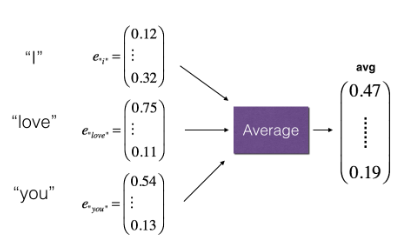 “I”
e"i" = (0.12 ⋮ 0.32)
“love”
e"love" = (0.75 ⋮ 0.11)
“you”
e"you" = (0.54 ⋮ 0.13)
Average
avg
(0.47 ⋮ 0.19)